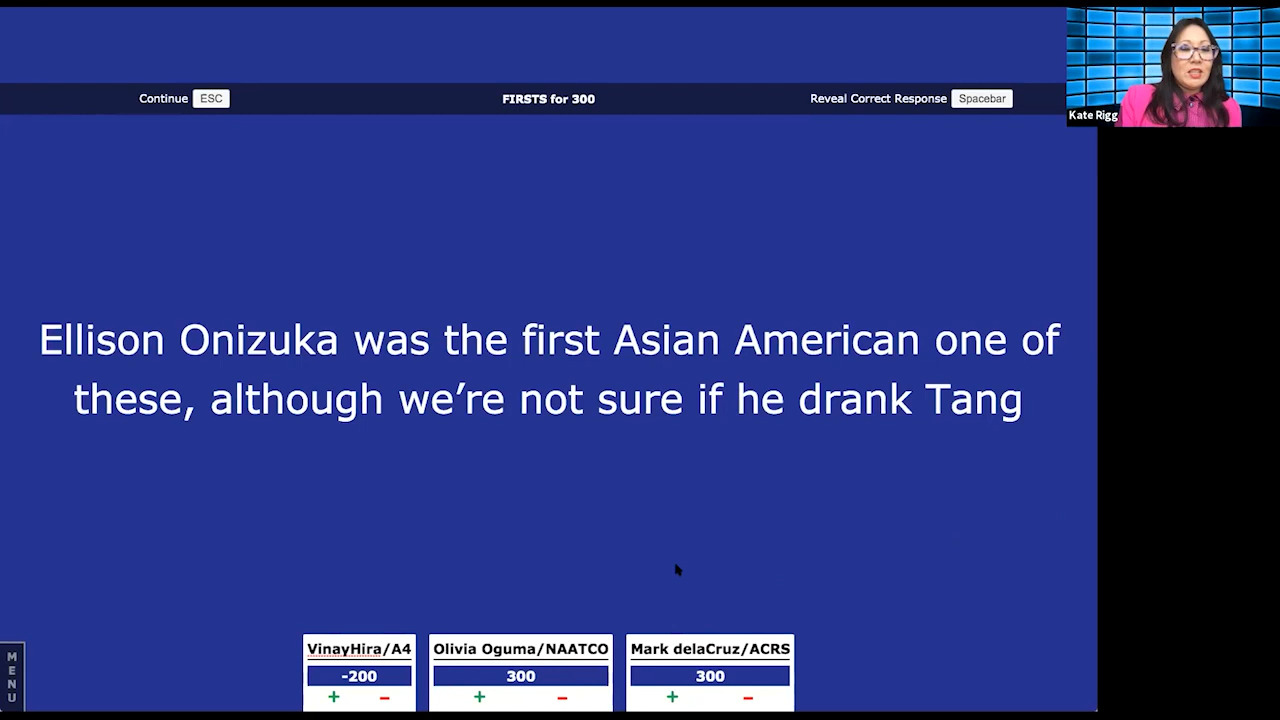 Continue ESC
FIRSTS for 300
Reveal Correct Response Spacebar
Kate Rigg
Ellison Onizuka was the first Asian American one of
these, although we’re not sure if he drank Tang
MENU
VinayHira/A4
-200
+ −
Olivia Oguma/NAATCO
300
+ −
Mark delaCruz/ACRS
300
+ −